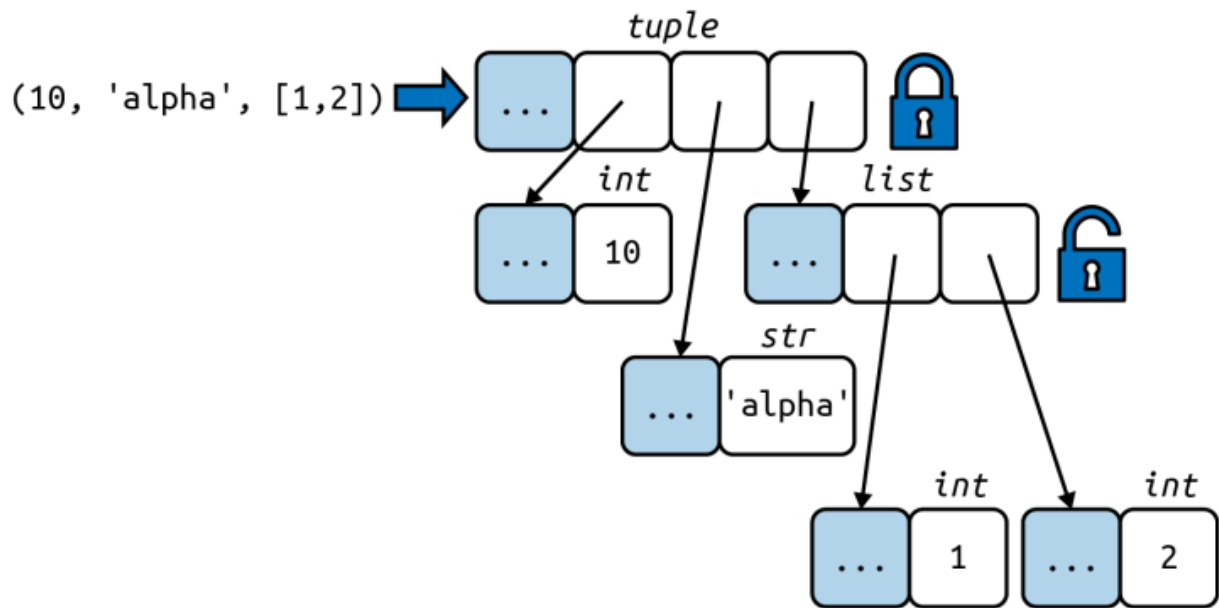 tuple
(10, 'alpha', [1,2])
...
int
list
... 10
...
str
... 'alpha'
int
int
... 1
... 2